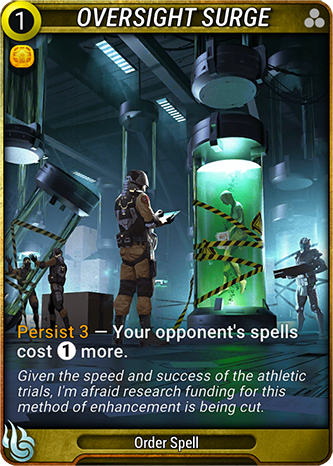 1
OVERSIGHT SURGE
Persist 3 — Your opponent's spells
cost 1 more.
Given the speed and success of the athletic
trials, I'm afraid research funding for this
method of enhancement is being cut.
Order Spell